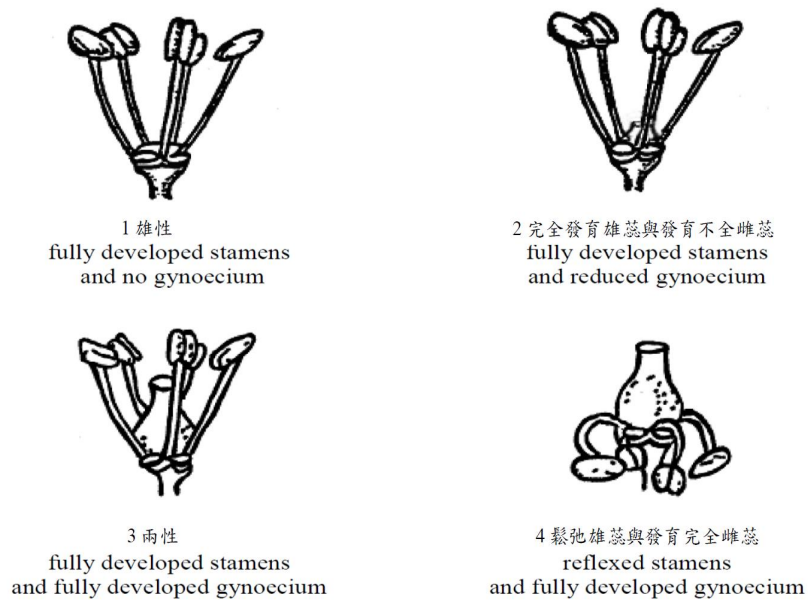 1 雄性
fully developed stamens
and no gynoecium
2 完全發育雄蕊與發育不全雌蕊
fully developed stamens
and reduced gynoecium
3 兩性
fully developed stamens
and fully developed gynoecium
4 鬆弛雄蕊與發育完全雌蕊
reflexed stamens
and fully developed gynoecium